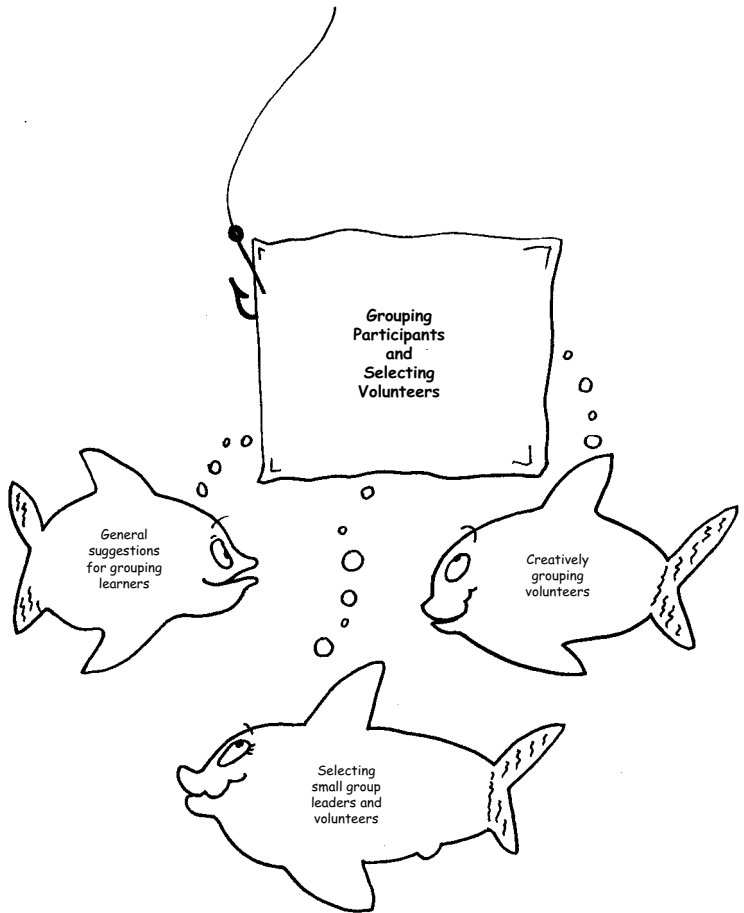 Grouping
Participants
and
Selecting
Volunteers
General
suggestions
for grouping
learners
Creatively
grouping
volunteers
Selecting
small group
leaders and
volunteers